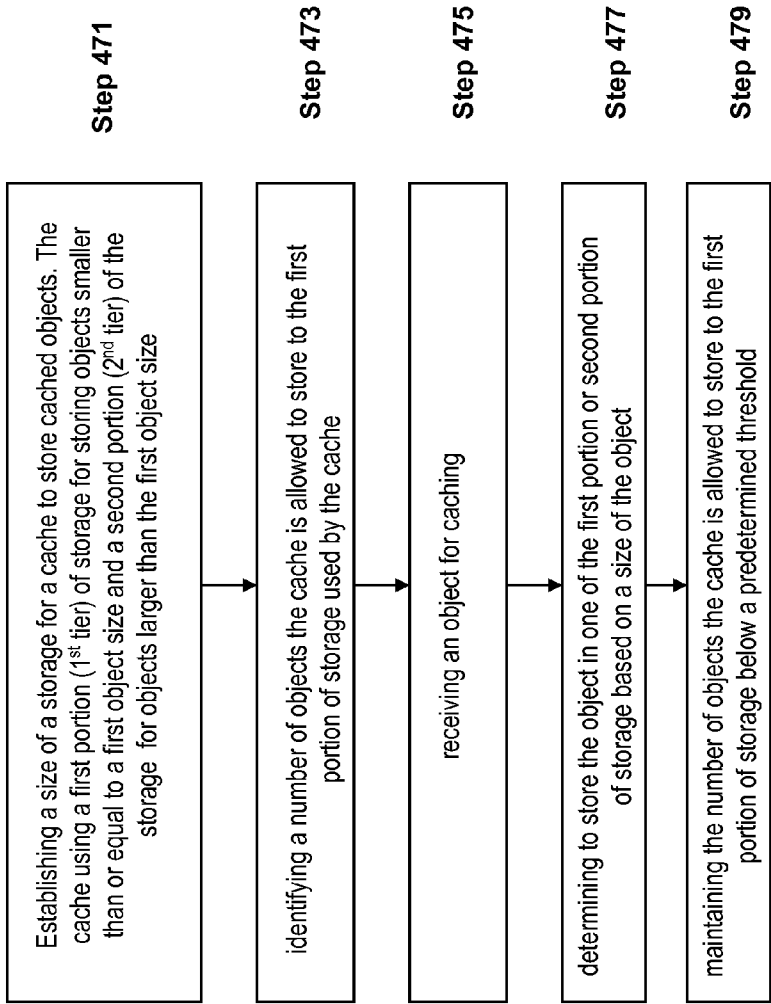 Establishing a size of a storage for a cache to store cached objects. The
cache using a first portion (1st tier) of storage for storing objects smaller
than or equal to a first object size and a second portion (2nd tier) of the
storage for objects larger than the first object size
Step 471
identifying a number of objects the cache is allowed to store to the first
portion of storage used by the cache
Step 473
receiving an object for caching
Step 475
determining to store the object in one of the first portion or second portion
of storage based on a size of the object
Step 477
maintaining the number of objects the cache is allowed to store to the first
portion of storage below a predetermined threshold
Step 479